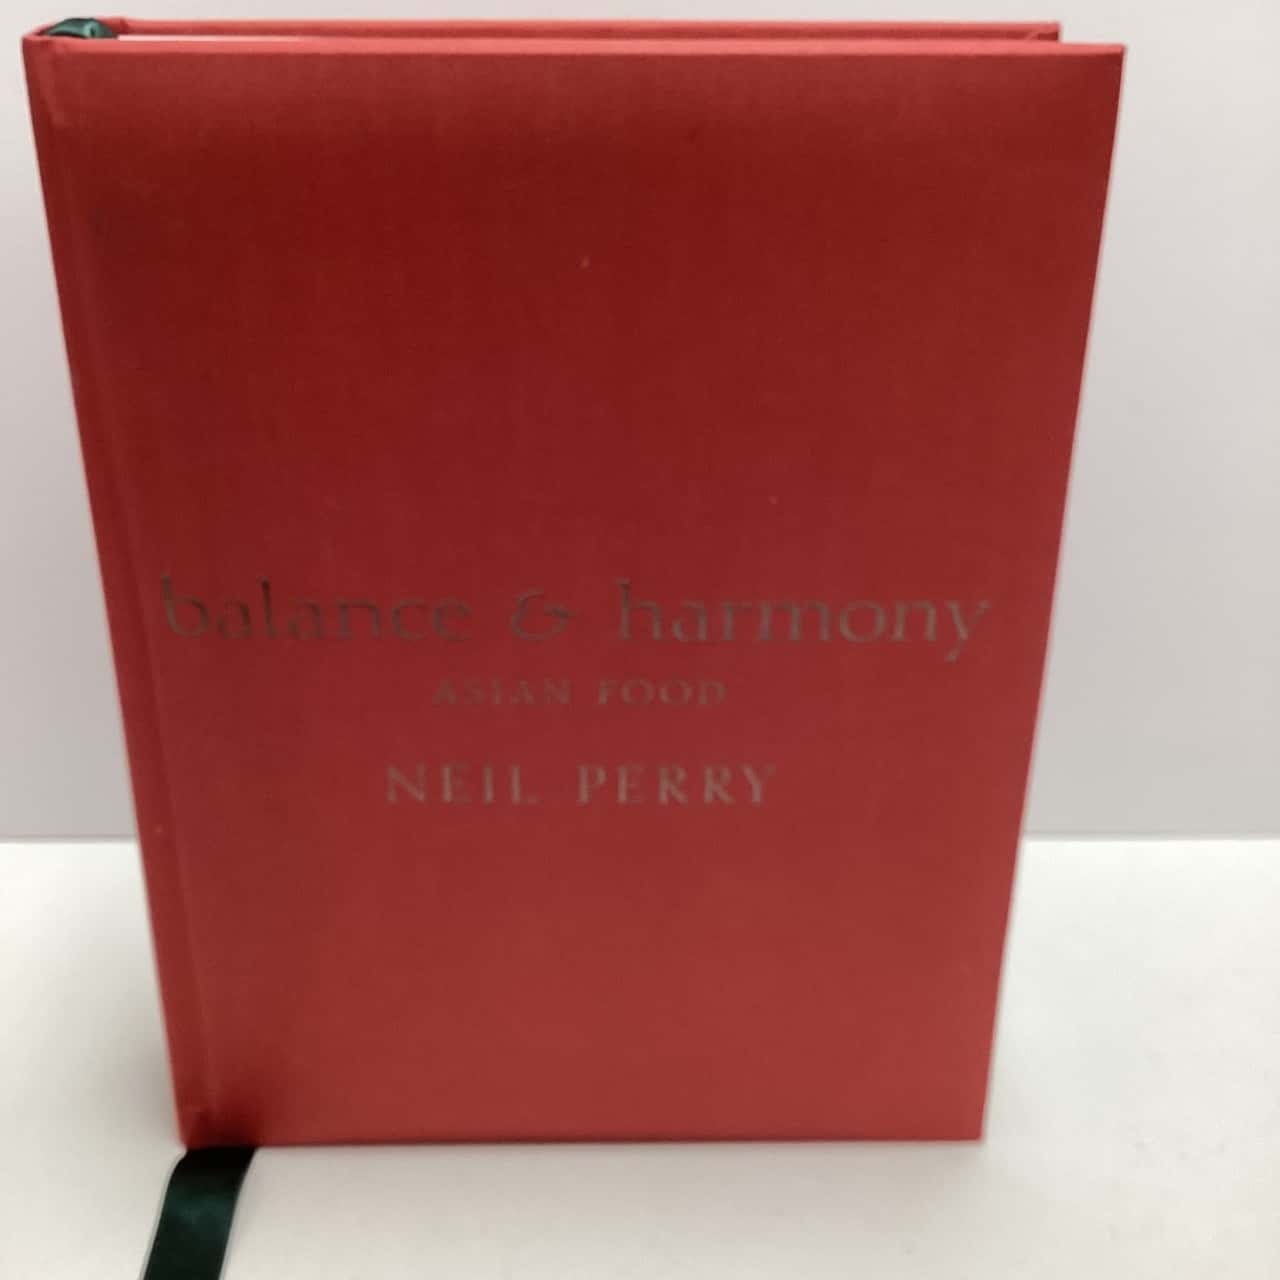 balance & harmony
ASIAN FOOD
NEIL PERRY